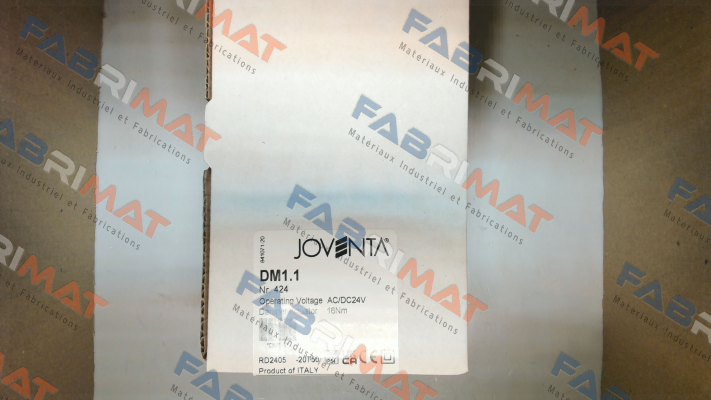 FABRIMAT
Materiaux Industriel et Fabrications
JOVENTA®
DM1.1
Nr. 424
Operating Voltage AC/DC24V
16Nm
RD2405
Product of ITALY